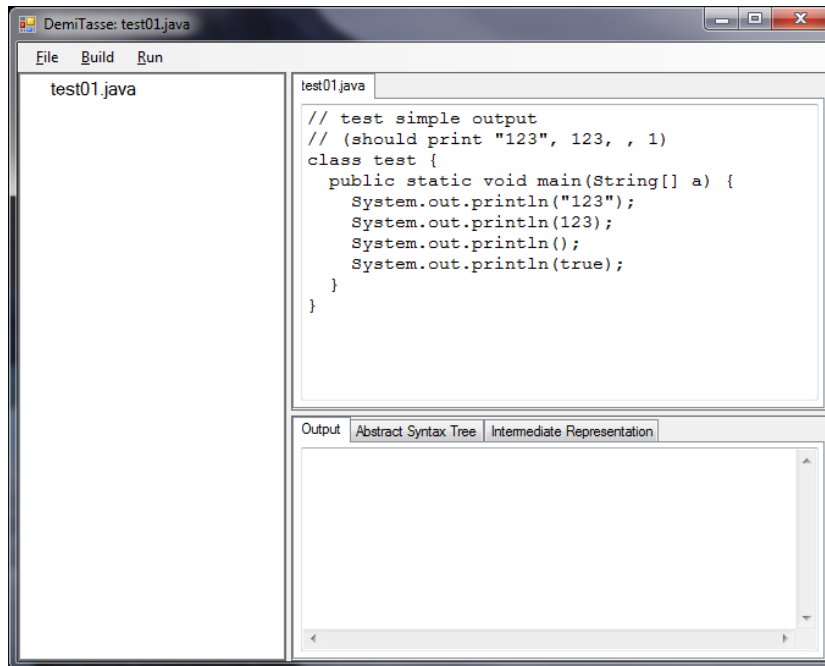 DemiTasse: test01.java
File Build Run
test01.java
test01.java
// test simple output
// (should print "123", 123, , 1)
class test {
  public static void main(String[] a) {
    System.out.println("123");
    System.out.println(123);
    System.out.println();
    System.out.println(true);
  }
}
Output Abstract Syntax Tree Intermediate Representation